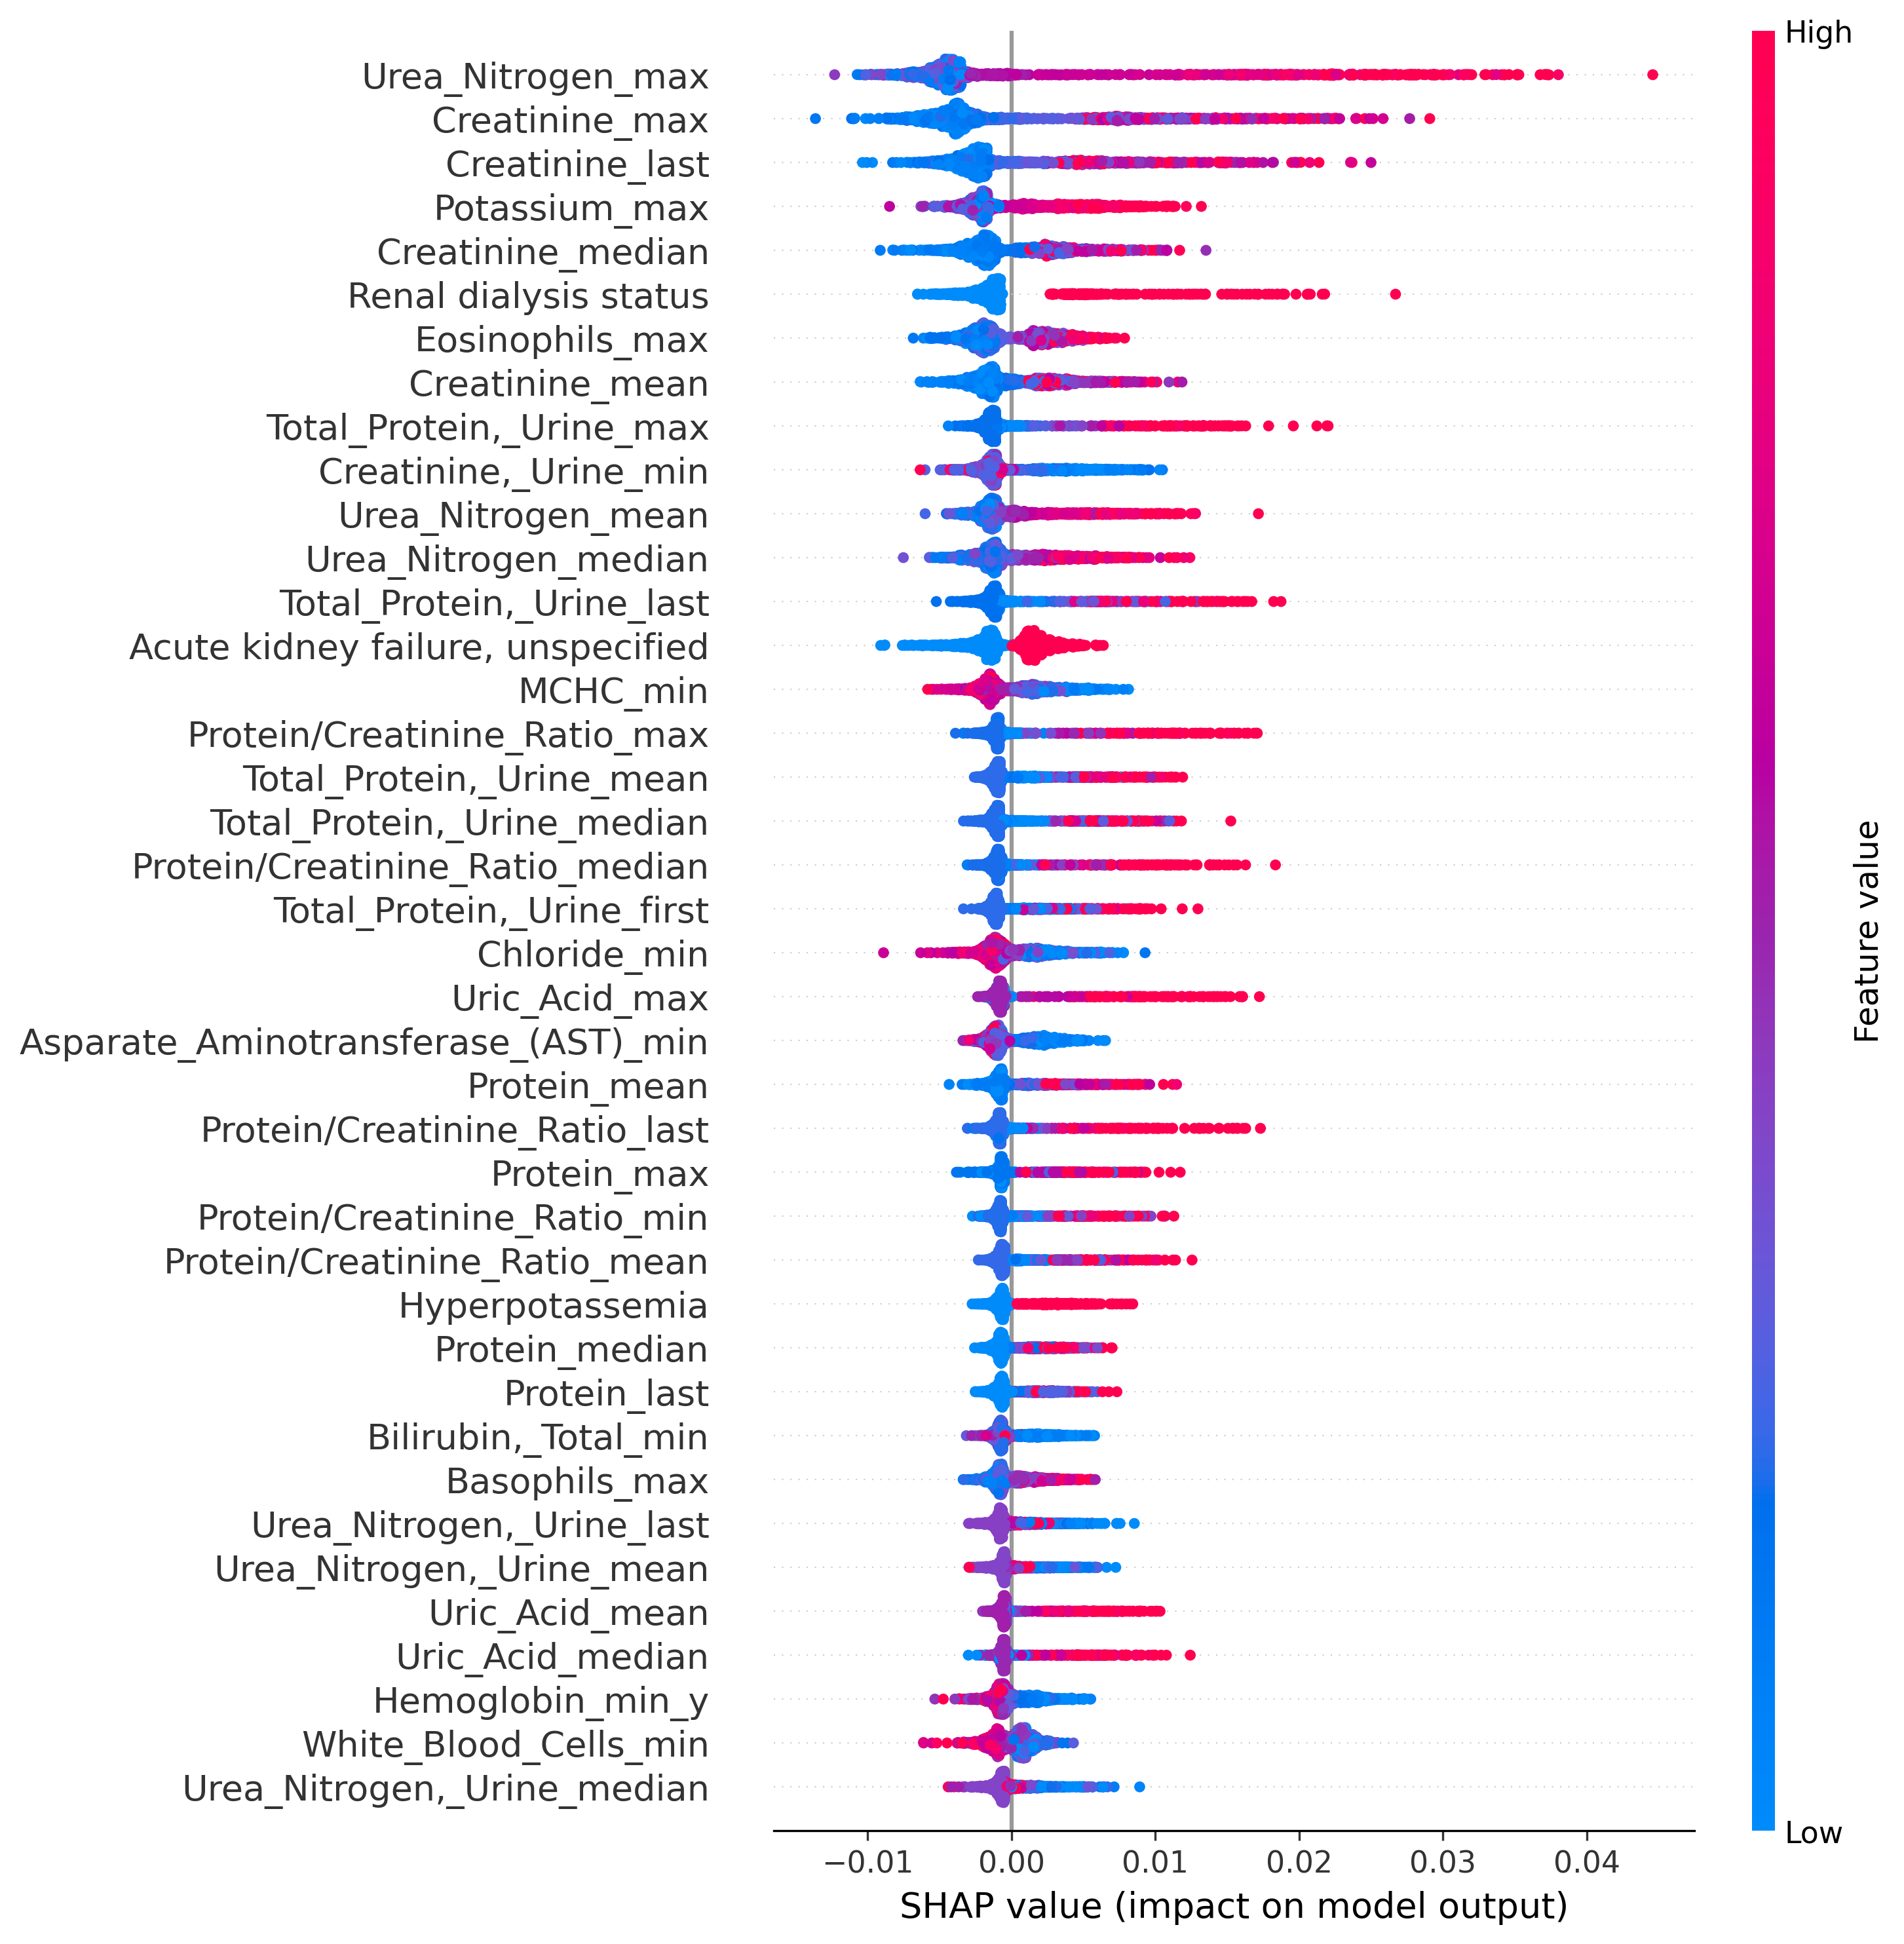 High
Urea_Nitrogen_max
Creatinine_max
Creatinine_last
Potassium_max
Creatinine_median
Renal dialysis status
Eosinophils_max
Creatinine_mean
Total_Protein,_Urine_max
Creatinine,_Urine_min
Urea_Nitrogen_mean
Urea_Nitrogen_median
Total_Protein,_Urine_last
Acute kidney failure, unspecified
MCHC_min
Protein/Creatinine_Ratio_max
Total_Protein,_Urine_mean
Total_Protein,_Urine_median
Protein/Creatinine_Ratio_median
Total_Protein,_Urine_first
Chloride_min
Uric_Acid_max
Asparate_Aminotransferase_(AST)_min
Protein_mean
Protein/Creatinine_Ratio_last
Protein_max
Protein/Creatinine_Ratio_min
Protein/Creatinine_Ratio_mean
Hyperpotassemia
Protein_median
Protein_last
Bilirubin,_Total_min
Basophils_max
Urea_Nitrogen,_Urine_last
Urea_Nitrogen,_Urine_mean
Uric_Acid_mean
Uric_Acid_median
Hemoglobin_min_y
White_Blood_Cells_min
Urea_Nitrogen,_Urine_median
Feature value
Low
−0.01 0.00 0.01 0.02 0.03 0.04
SHAP value (impact on model output)